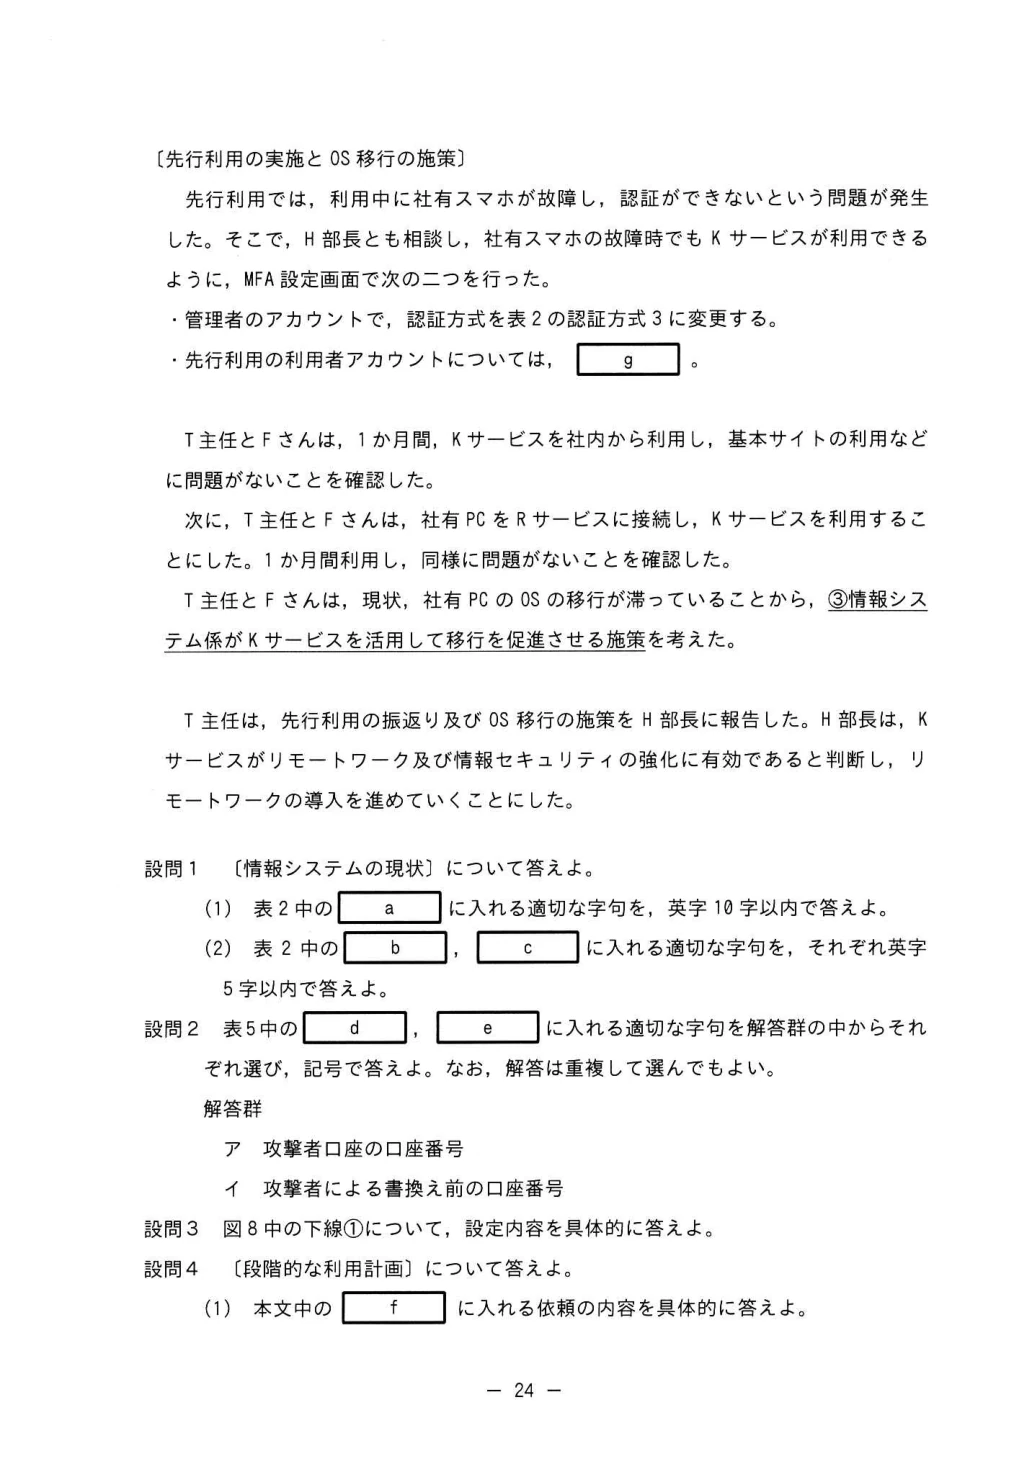 〔先行利用の実施と OS 移行の施策〕
先行利用では，利用中に社有スマホが故障し，認証ができないという問題が発生
した。そこで，H 部長とも相談し，社有スマホの故障時でも K サービスが利用できる
ように，MFA 設定画面で次の二つを行った。
・管理者のアカウントで，認証方式を表２の認証方式３に変更する。
・先行利用の利用者アカウントについては， g 。
T 主任と F さんは，1 か月間，K サービスを社内から利用し，基本サイトの利用など
に問題がないことを確認した。
次に，T 主任と F さんは，社有 PC を R サービスに接続し，K サービスを利用するこ
とにした。1 か月間利用し，同様に問題がないことを確認した。
T 主任と F さんは，現状，社有 PC の OS の移行が滞っていることから，③情報シス
テム係が K サービスを活用して移行を促進させる施策を考えた。
T 主任は，先行利用の振返り及び OS 移行の施策を H 部長に報告した。H 部長は，K
サービスがリモートワーク及び情報セキュリティの強化に有効であると判断し，リ
モートワークの導入を進めていくことにした。
設問１ 〔情報システムの現状〕について答えよ。
(1) 表２中の a に入れる適切な字句を，英字 10 字以内で答えよ。
(2) 表 2 中の b ， c に入れる適切な字句を，それぞれ英字
5 字以内で答えよ。
設問２ 表５中の d ， e に入れる適切な字句を解答群の中からそれ
ぞれ選び，記号で答えよ。なお，解答は重複して選んでもよい。
解答群
ア 攻撃者口座の口座番号
イ 攻撃者による書換え前の口座番号
設問３ 図８中の下線①について，設定内容を具体的に答えよ。
設問４ 〔段階的な利用計画〕について答えよ。
(1) 本文中の f に入れる依頼の内容を具体的に答えよ。
－ 24 －